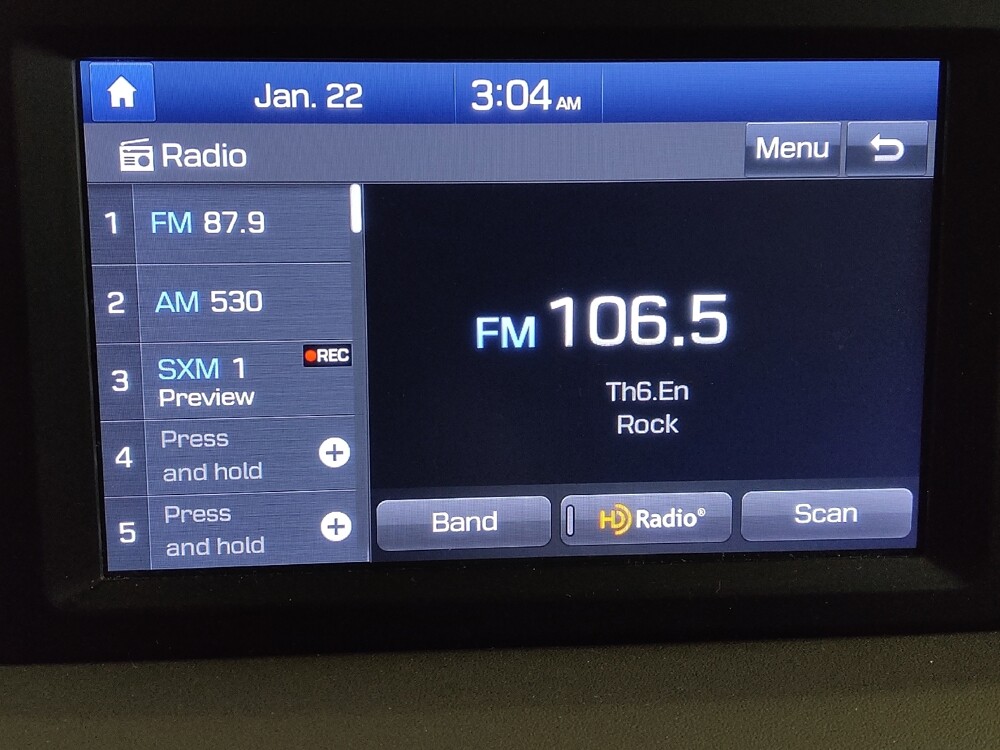 Jan. 22
3:04 AM
Radio
Menu
1 FM 87.9
2 AM 530
3 SXM 1 REC
Preview
4 Press
and hold
5 Press
and hold
FM 106.5
Th6.En
Rock
Band
HD Radio®
Scan